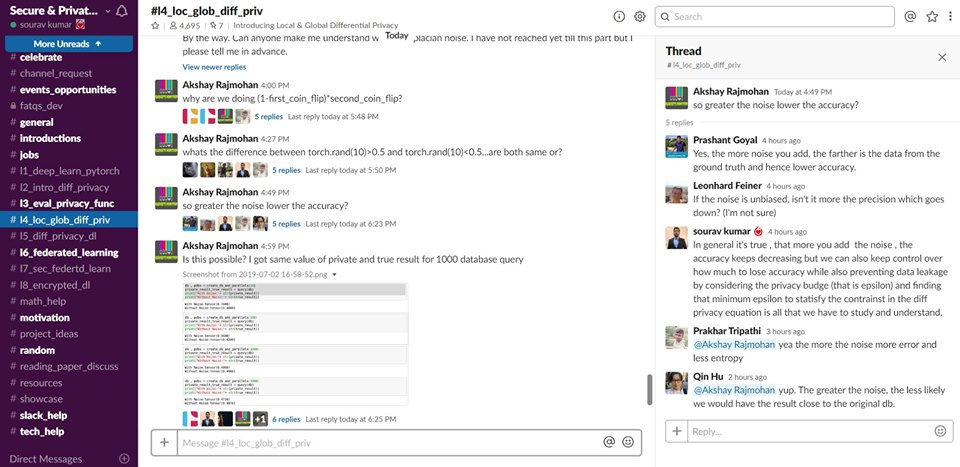 Secure & Privat...
sourav kumar
More Unreads ↑
# celebrate
# channel_request
# events_opportunities
fatqs_dev
# general
# introductions
# jobs
# l1_deep_learn_pytorch
# l2_intro_diff_privacy
# l3_eval_privacy_func
# l4_loc_glob_diff_priv
# l5_diff_privacy_dl
# l6_federated_learning
# l7_sec_federtd_learn
# l8_encrypted_dl
# math_help
# motivation
# project_ideas
# random
# reading_paper_discuss
# resources
# showcase
# slack_help
# tech_help
Direct Messages
#l4_loc_glob_diff_priv
4,695 | 7 | Introducing Local & Global Differential Privacy
Search
Today
By the way. Can anyone make me understand w placian noise. I have not reached yet till this part but I
please tell me in advance.
View newer replies
Akshay Rajmohan 4:00 PM
why are we doing (1-first_coin_flip)*second_coin_flip?
5 replies Last reply today at 5:48 PM
Akshay Rajmohan 4:27 PM
whats the difference between torch.rand(10)>0.5 and torch.rand(10)<0.5...are both same or?
5 replies Last reply today at 5:50 PM
Akshay Rajmohan 4:49 PM
so greater the noise lower the accuracy?
5 replies Last reply today at 6:23 PM
Akshay Rajmohan 4:59 PM
Is this possible? I got same value of private and true result for 1000 database query
Screenshot from 2019-07-02 16-58-52.png
+1 6 replies Last reply today at 6:25 PM
Message #l4_loc_glob_diff_priv
Thread
#l4_loc_glob_diff_priv
Akshay Rajmohan Today at 4:49 PM
so greater the noise lower the accuracy?
5 replies
Prashant Goyal 4 hours ago
Yes, the more noise you add, the farther is the data from the
ground truth and hence lower accuracy.
Leonhard Feiner 4 hours ago
If the noise is unbiased, isn't it more the precision which goes
down? (I'm not sure)
sourav kumar 4 hours ago
In general it's true , that more you add the noise , the
accuracy keeps decreasing but we can also keep control over
how much to lose accuracy while also preventing data leakage
by considering the privacy budge (that is epsilon) and finding
that minimum epsilon to statisfy the contrainst in the diff
privacy equation is all that we have to study and understand.
Prakhar Tripathi 3 hours ago
@Akshay Rajmohan yea the more the noise more error and
less entropy
Qin Hu 2 hours ago
@Akshay Rajmohan yup. The greater the noise, the less likely
we would have the result close to the original db.
Reply...